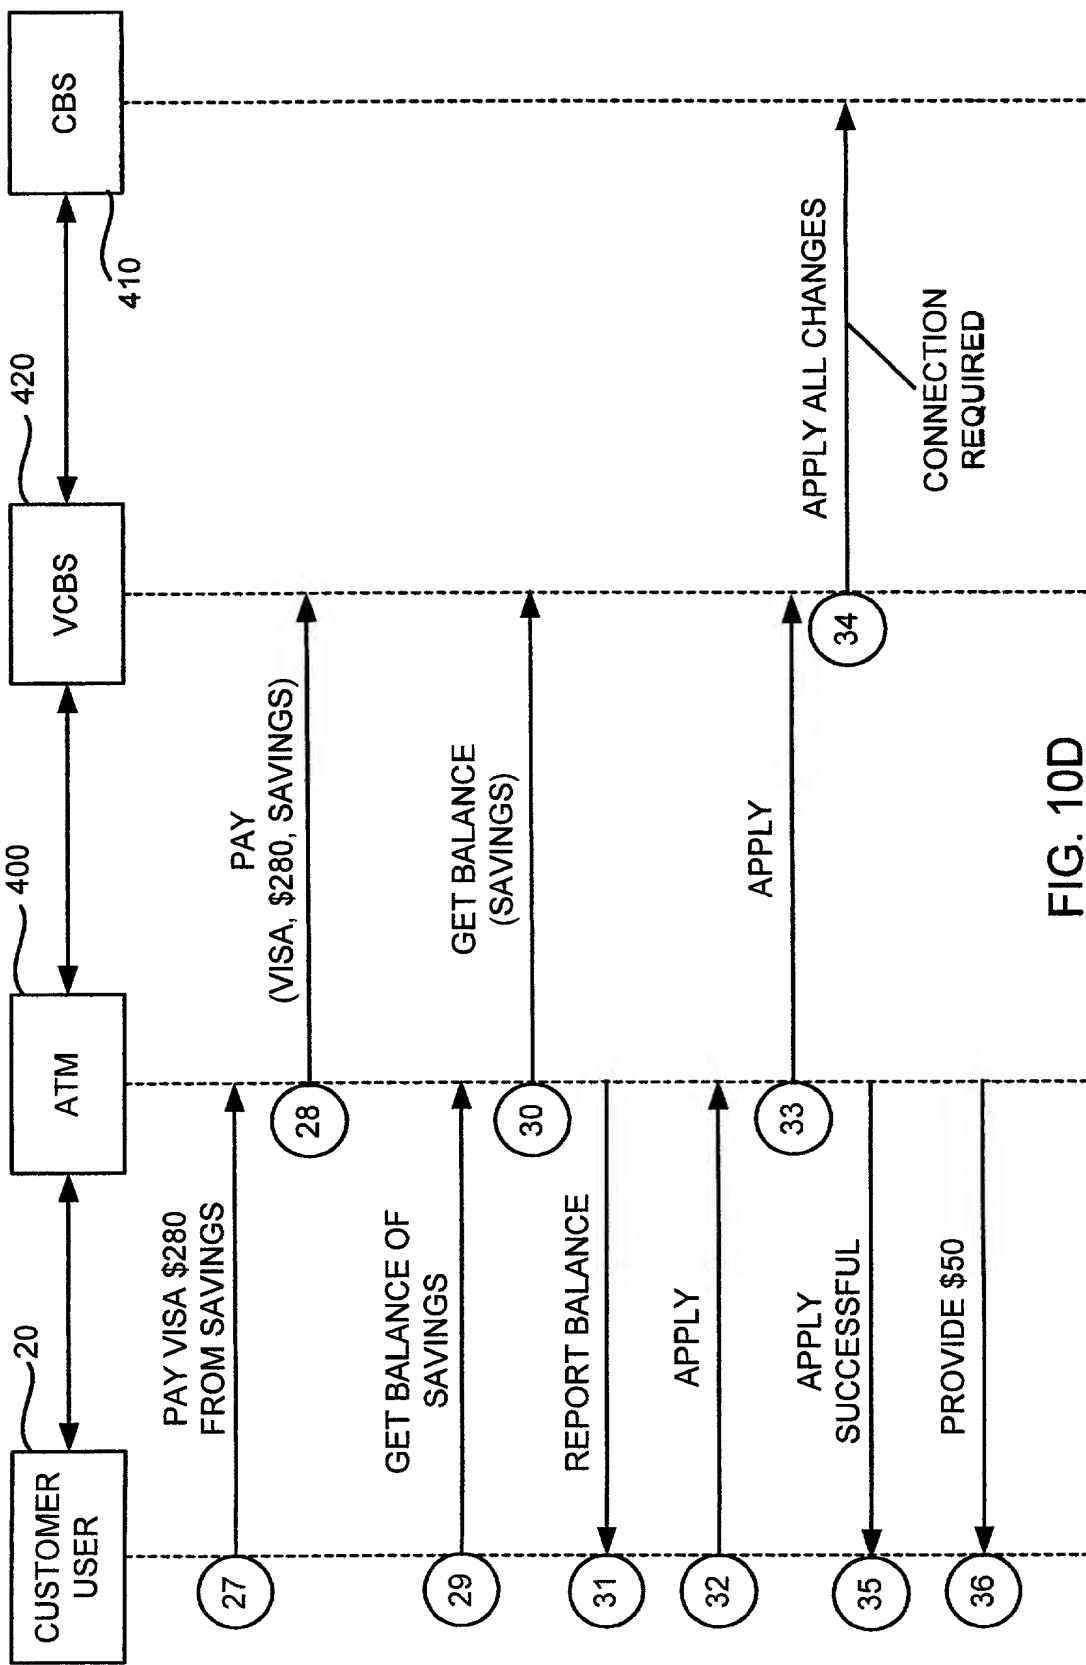 20
400
420
410
CUSTOMER
USER
ATM
VCBS
CBS
27
PAY VISA $280
FROM SAVINGS
28
PAY
(VISA, $280, SAVINGS)
29
GET BALANCE OF
SAVINGS
30
GET BALANCE
(SAVINGS)
31
REPORT BALANCE
32
APPLY
33
APPLY
34
APPLY ALL CHANGES
CONNECTION
REQUIRED
35
APPLY
SUCCESSFUL
36
PROVIDE $50
FIG. 10D